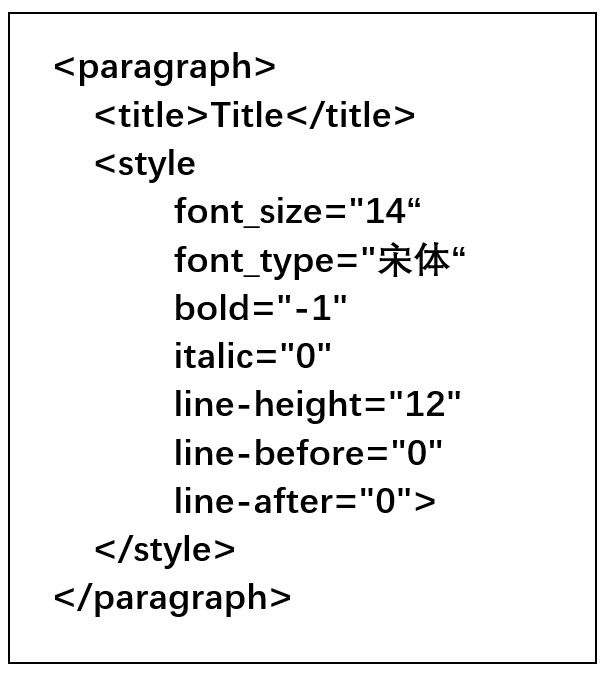 <paragraph>
<title>Title</title>
<style
font_size="14“
font_type="宋体“
bold="-1"
italic="0"
line-height="12"
line-before="0"
line-after="0">
</style>
</paragraph>